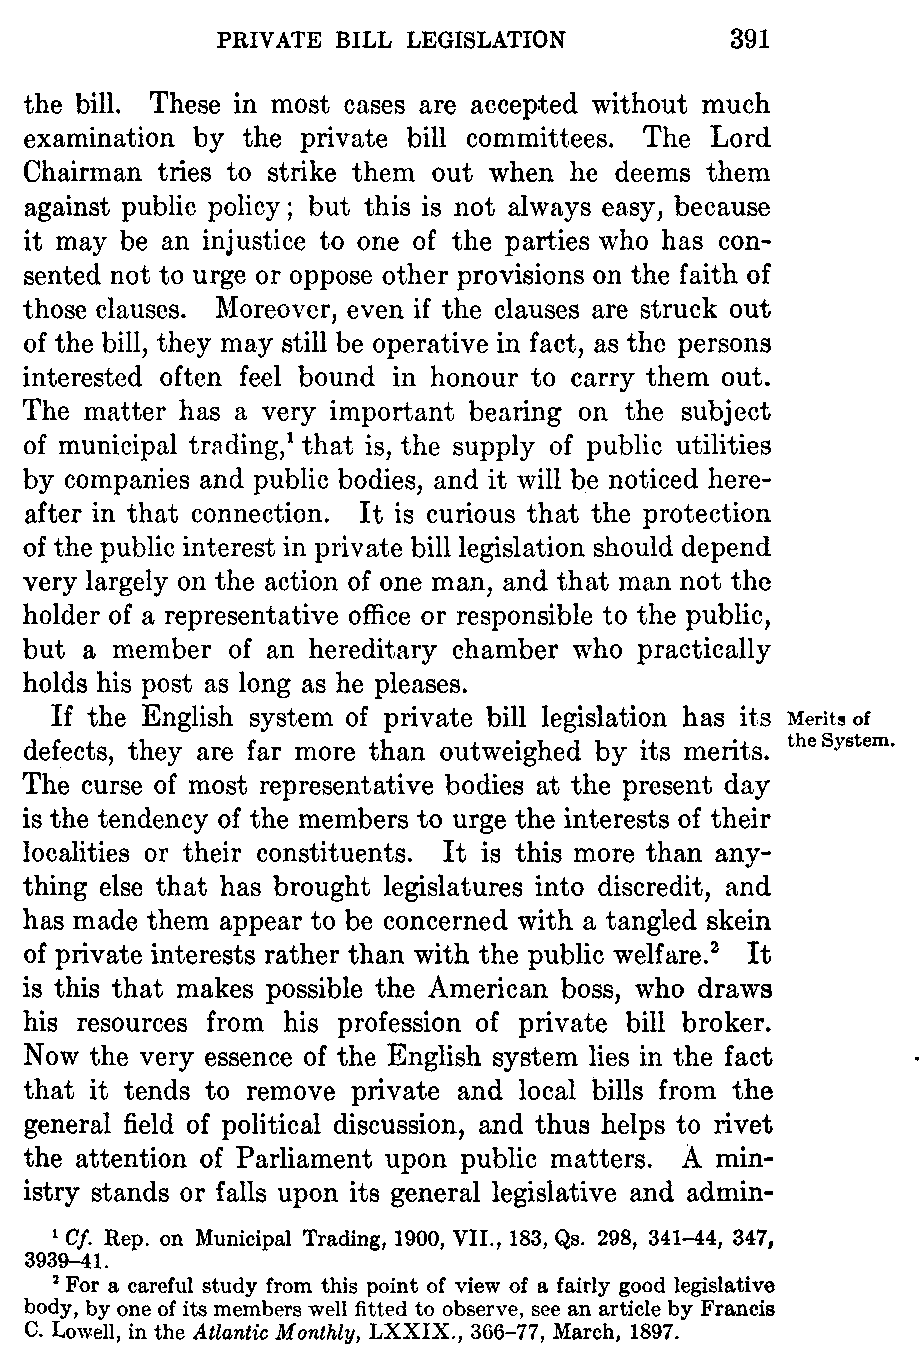 PRIVATE BILL LEGISLATION 391
the bill. These in most cases are accepted without much
examination by the private bill committees. The Lord
Chairman tries to strike them out when he deems them
against public policy; but this is not always easy, because
it may be an injustice to one of the parties who has con-
sented not to urge or oppose other provisions on the faith of
those clauses. Moreover, even if the clauses are struck out
of the bill, they may still be operative in fact, as the persons
interested often feel bound in honour to carry them out.
The matter has a very important bearing on the subject
of municipal trading,¹ that is, the supply of public utilities
by companies and public bodies, and it will be noticed here-
after in that connection. It is curious that the protection
of the public interest in private bill legislation should depend
very largely on the action of one man, and that man not the
holder of a representative office or responsible to the public,
but a member of an hereditary chamber who practically
holds his post as long as he pleases.
If the English system of private bill legislation has its
defects, they are far more than outweighed by its merits.
Merits of
the System.
The curse of most representative bodies at the present day
is the tendency of the members to urge the interests of their
localities or their constituents. It is this more than any-
thing else that has brought legislatures into discredit, and
has made them appear to be concerned with a tangled skein
of private interests rather than with the public welfare.² It
is this that makes possible the American boss, who draws
his resources from his profession of private bill broker.
Now the very essence of the English system lies in the fact
that it tends to remove private and local bills from the
general field of political discussion, and thus helps to rivet
the attention of Parliament upon public matters. A min-
istry stands or falls upon its general legislative and admin-
¹ Cf. Rep. on Municipal Trading, 1900, VII., 183, Qs. 298, 341–44, 347,
3939–41.
² For a careful study from this point of view of a fairly good legislative
body, by one of its members well fitted to observe, see an article by Francis
C. Lowell, in the Atlantic Monthly, LXXIX., 366–77, March, 1897.